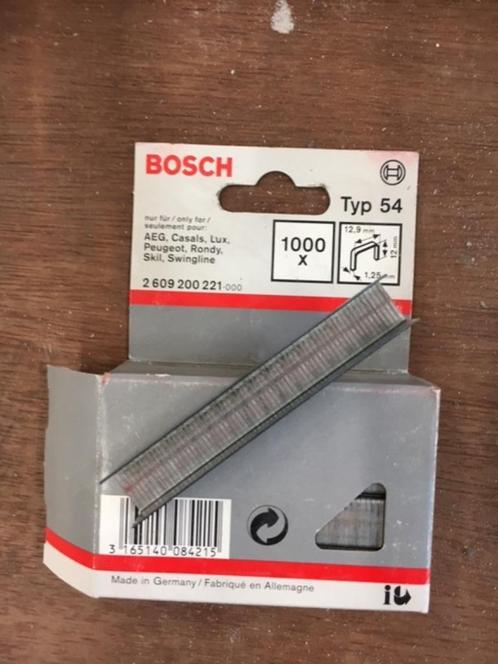 BOSCH
Typ 54
nur für / only for /
seulement pour:
AEG, Casals, Lux,
Peugeot, Rondy,
Skil, Swingline
1000
x
12,9 mm
12 mm
1,25 mm
2 609 200 221-000
3 165140 084215
Made in Germany / Fabriqué en Allemagne